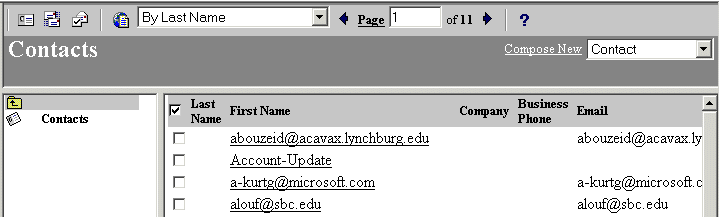 By Last Name Page 1 of 11 ?
Contacts Compose New Contact
Contacts
Last Name First Name Company Business Phone Email
abouzeid@acavax.lynchburg.edu abouzeid@acavax.ly
Account-Update
a-kurtg@microsoft.com a-kurtg@microsoft.c
alouf@sbc.edu alouf@sbc.edu